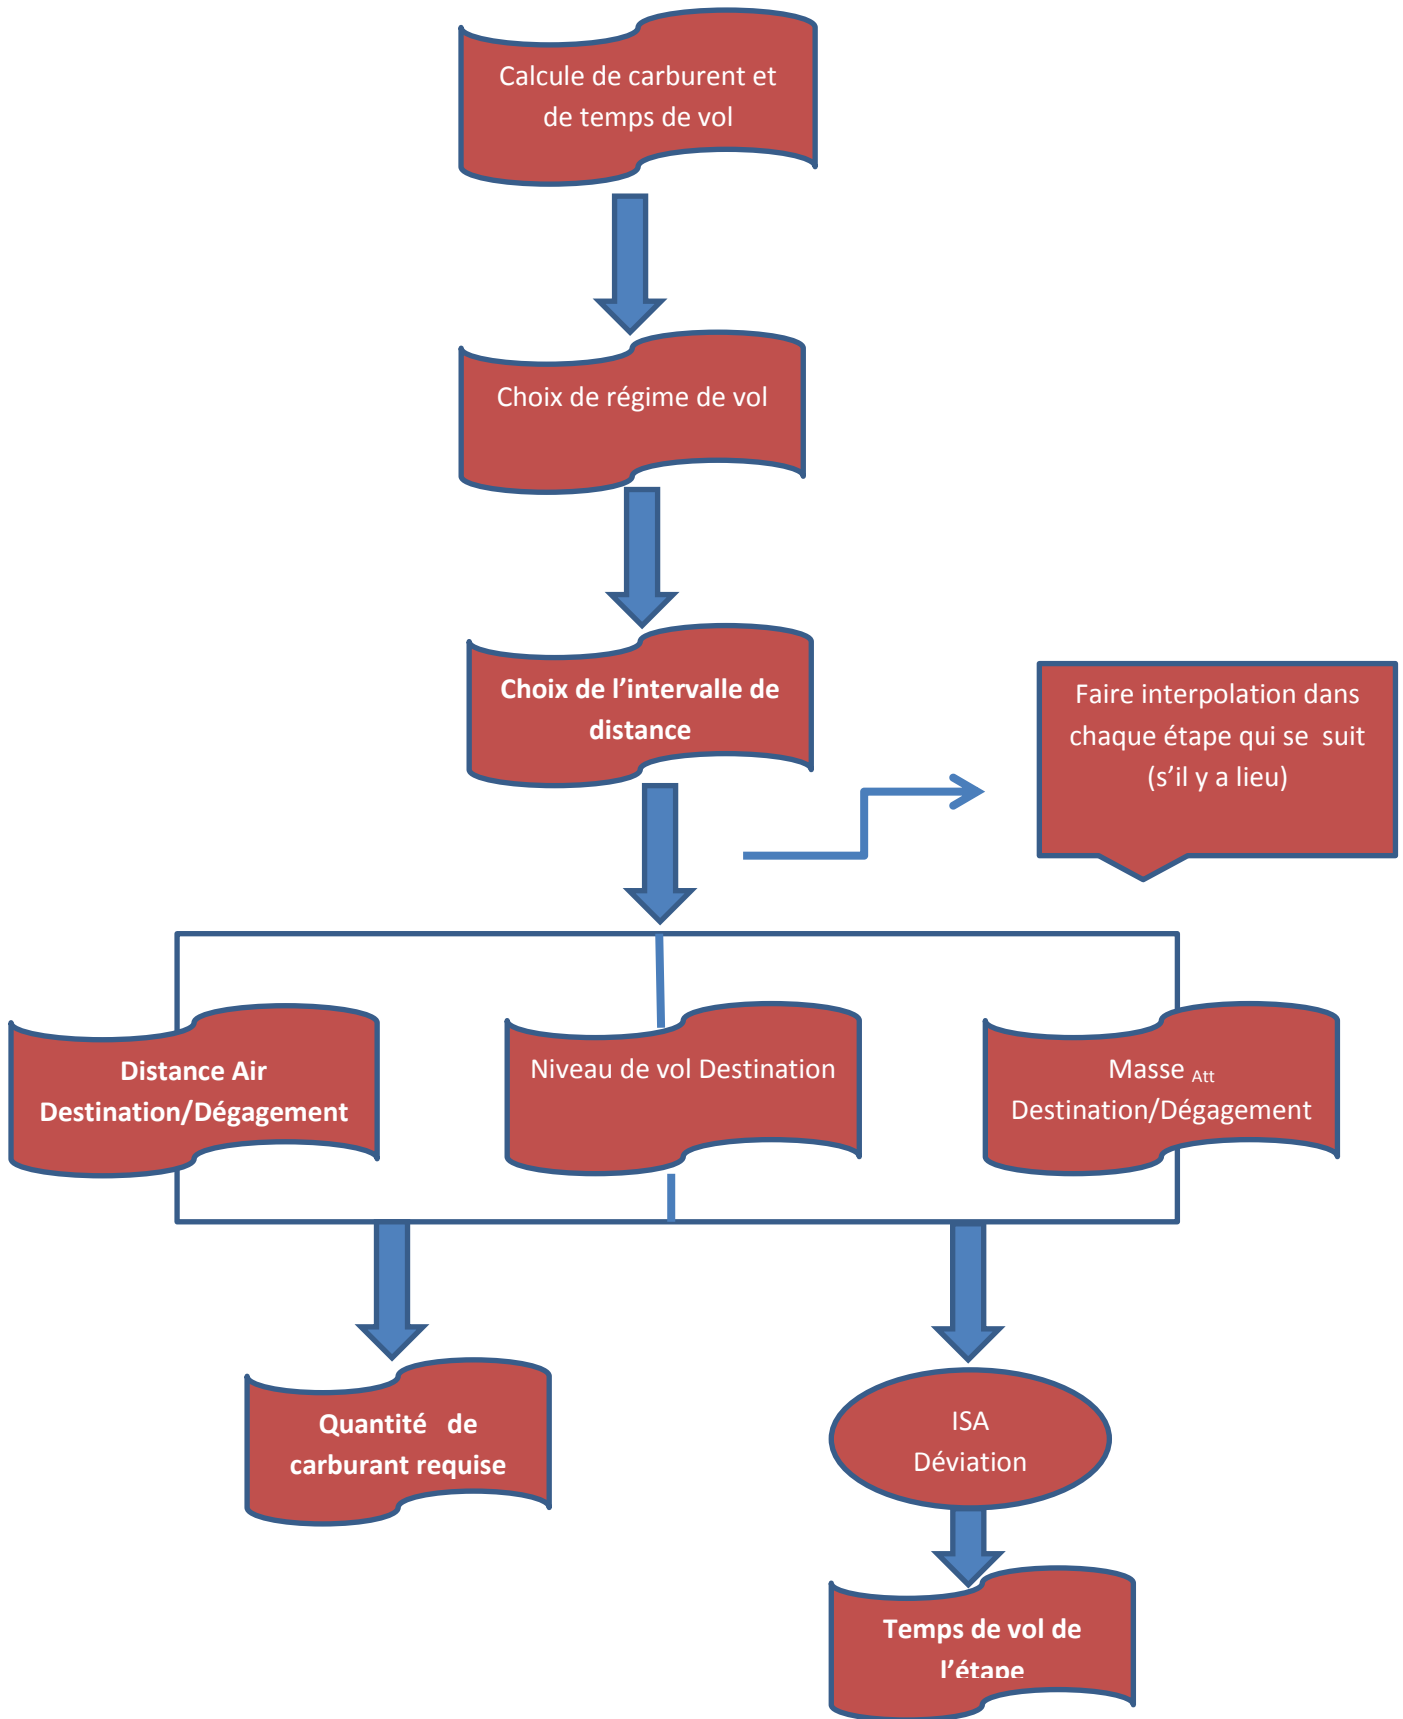 Calcule de carburent et
de temps de vol
Choix de régime de vol
Choix de l’intervalle de
distance
Faire interpolation dans
chaque étape qui se suit
(s’il y a lieu)
Distance Air
Destination/Dégagement
Niveau de vol Destination
Masse Att
Destination/Dégagement
Quantité de
carburant requise
ISA
Déviation
Temps de vol de
l’étape